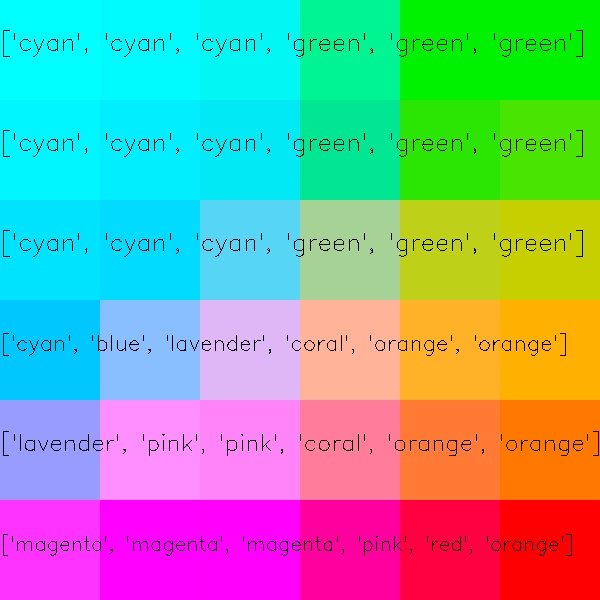 ['cyan', 'cyan', 'cyan', 'green', 'green', 'green']
['cyan', 'cyan', 'cyan', 'green', 'green', 'green']
['cyan', 'cyan', 'cyan', 'green', 'green', 'green']
['cyan', 'blue', 'lavender', 'coral', 'orange', 'orange']
['lavender', 'pink', 'pink', 'coral', 'orange', 'orange']
['magenta', 'magenta', 'magenta', 'pink', 'red', 'orange']